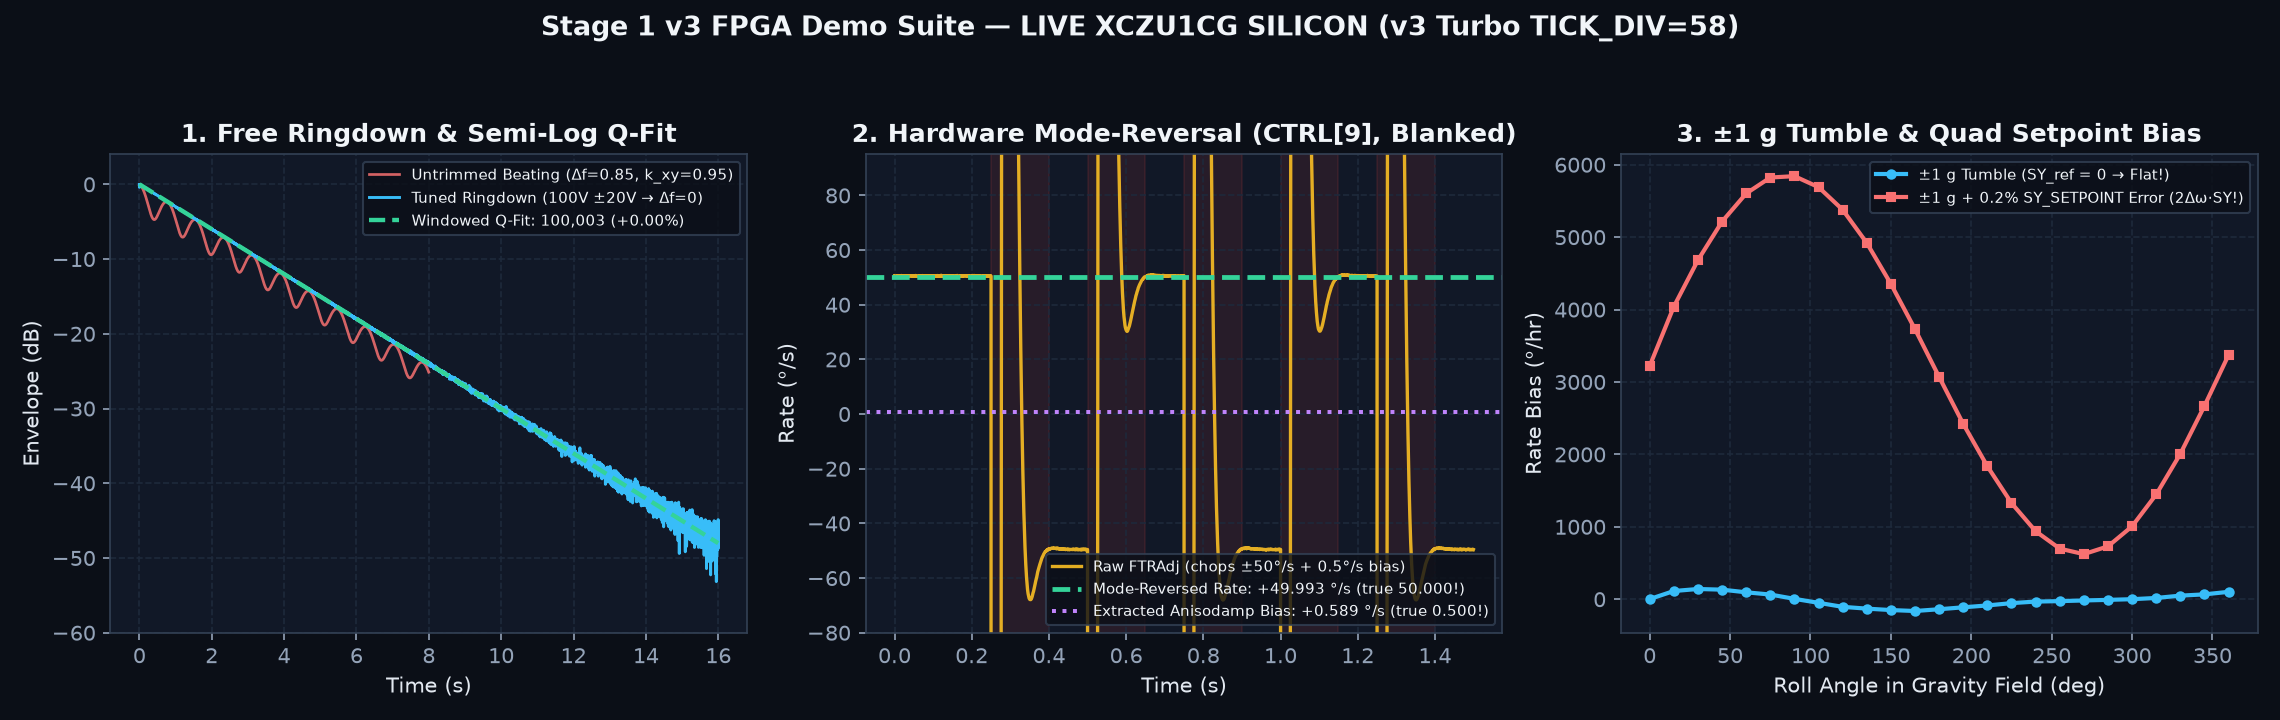 Stage 1 v3 FPGA Demo Suite — LIVE XCZU1CG SILICON (v3 Turbo TICK_DIV=58)
1. Free Ringdown & Semi-Log Q-Fit
Untrimmed Beating (Δf=0.85, k_xy=0.95)
Tuned Ringdown (100V ±20V → Δf=0)
Windowed Q-Fit: 100,003 (+0.00%)
Envelope (dB)
0
−10
−20
−30
−40
−50
−60
0 2 4 6 8 10 12 14 16
Time (s)
2. Hardware Mode-Reversal (CTRL[9], Blanked)
Rate (°/s)
80
60
40
20
0
−20
−40
−60
−80
Raw FTRAdj (chops ±50°/s + 0.5°/s bias)
Mode-Reversed Rate: +49.993 °/s (true 50.000!)
Extracted Anisodamp Bias: +0.589 °/s (true 0.500!)
0.0 0.2 0.4 0.6 0.8 1.0 1.2 1.4
Time (s)
3. ±1 g Tumble & Quad Setpoint Bias
±1 g Tumble (SY_ref = 0 → Flat!)
±1 g + 0.2% SY_SETPOINT Error (2Δω·SY!)
Rate Bias (°/hr)
6000
5000
4000
3000
2000
1000
0
0 50 100 150 200 250 300 350
Roll Angle in Gravity Field (deg)